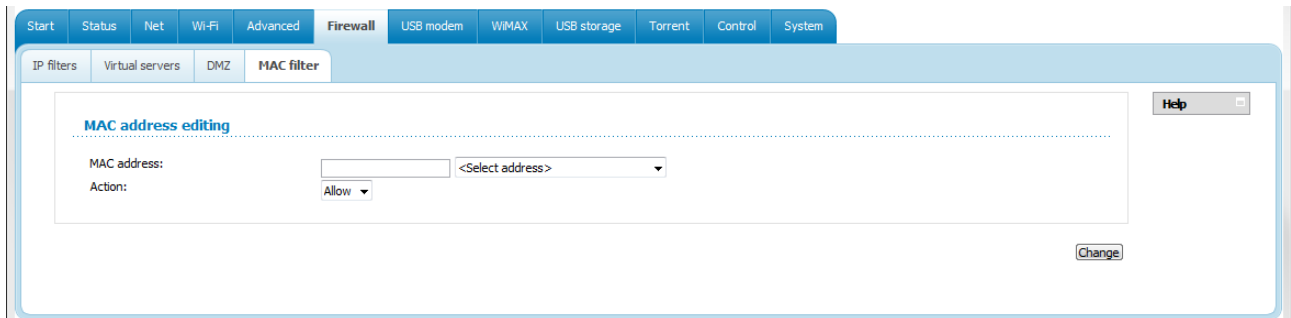 Start Status Net Wi-Fi Advanced Firewall USB modem WiMAX USB storage Torrent Control System
IP filters Virtual servers DMZ MAC filter
Help
MAC address editing
MAC address: <Select address>
Action: Allow
Change